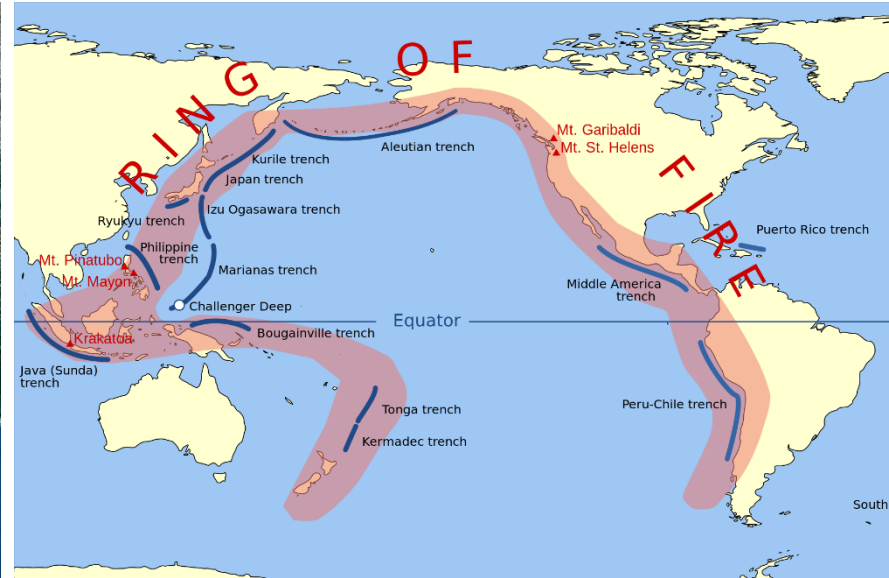 RING OF FIRE
Mt. Garibaldi
Mt. St. Helens
Aleutian trench
Kurile trench
Japan trench
Izu Ogasawara trench
Ryukyu trench
Philippine
trench
Puerto Rico trench
Mt. Pinatubo
Mt. Mayon
Marianas trench
Middle America
trench
Challenger Deep
Equator
Bougainville trench
Krakatoa
Java (Sunda)
trench
Peru-Chile trench
Tonga trench
Kermadec trench
South